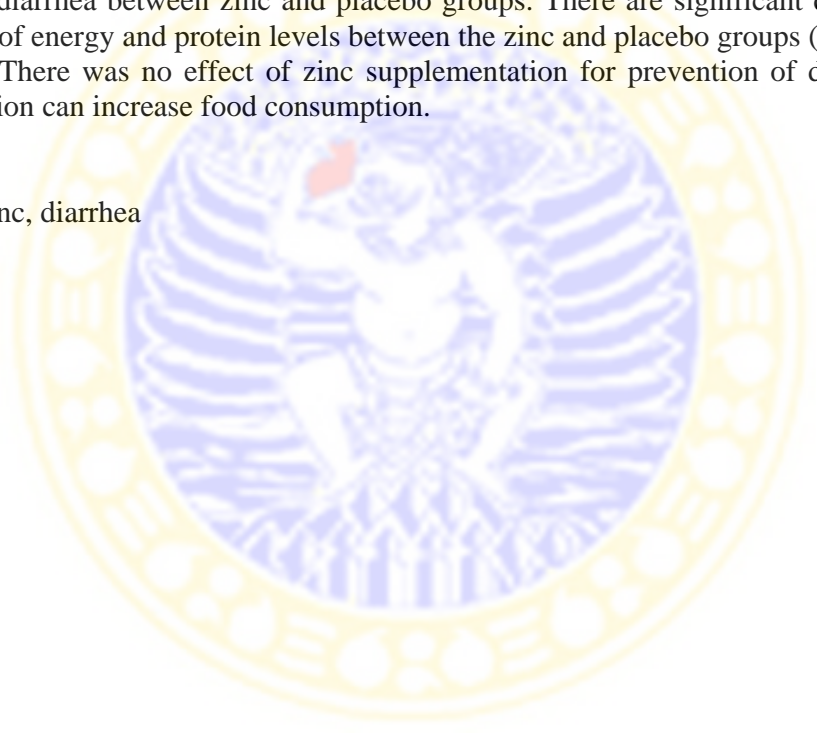 diarrhea between zinc and placebo groups. There are significant
of energy and protein levels between the zinc and placebo groups (
There was no effect of zinc supplementation for prevention of
ion can increase food consumption.
nc, diarrhea